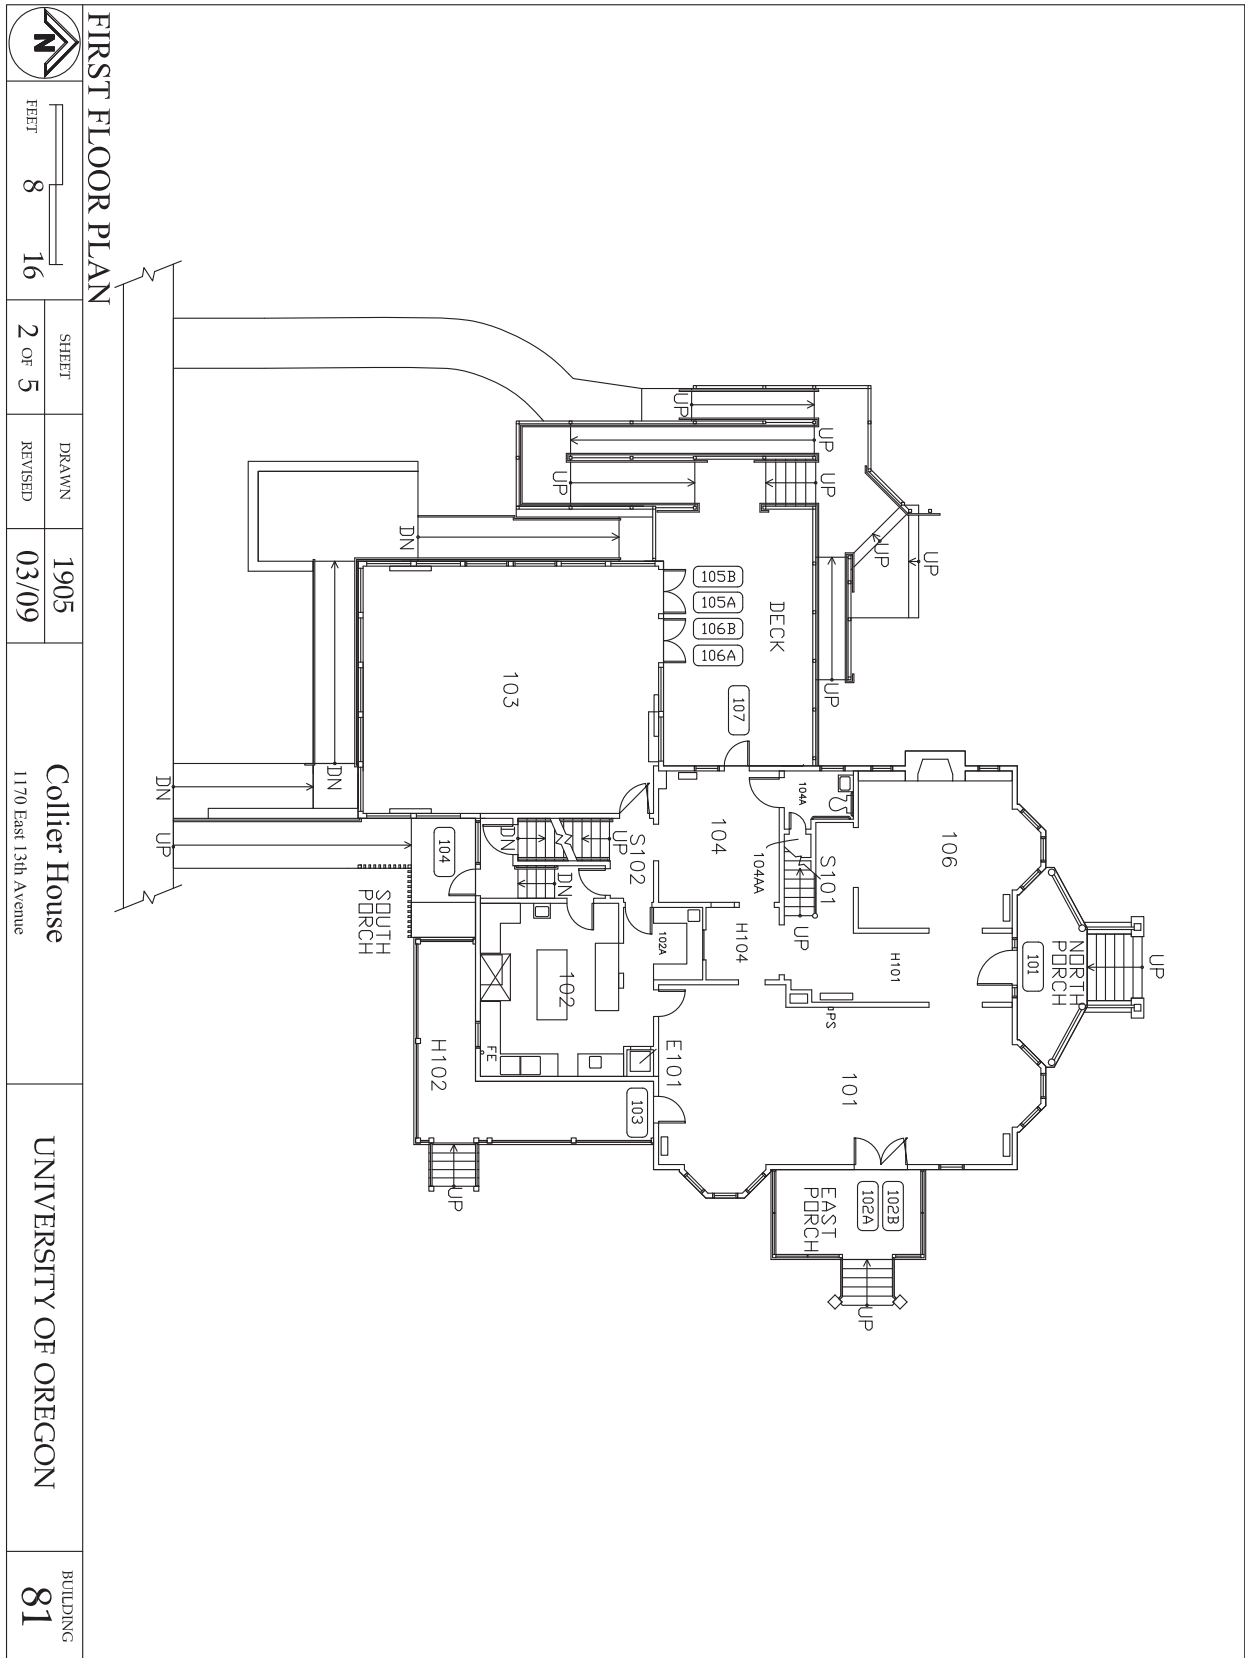 UP
NORTH
PORCH
101
106
H101
PS
101
102B
102A
EAST
PORCH
UP
UP
UP
UP
UP
UP
UP
UP
UP
DECK
105B
105A
106B
106A
107
104A
104AA
S101
UP
104
H104
102A
E101
103
DN
103
S102
UP
DN
DN
102
FE
H102
UP
104
SOUTH
PORCH
DN
DN
UP
FIRST FLOOR PLAN
N
FEET 8 16
SHEET
2 OF 5
DRAWN 1905
REVISED 03/09
Collier House
1170 East 13th Avenue
UNIVERSITY OF OREGON
BUILDING
81